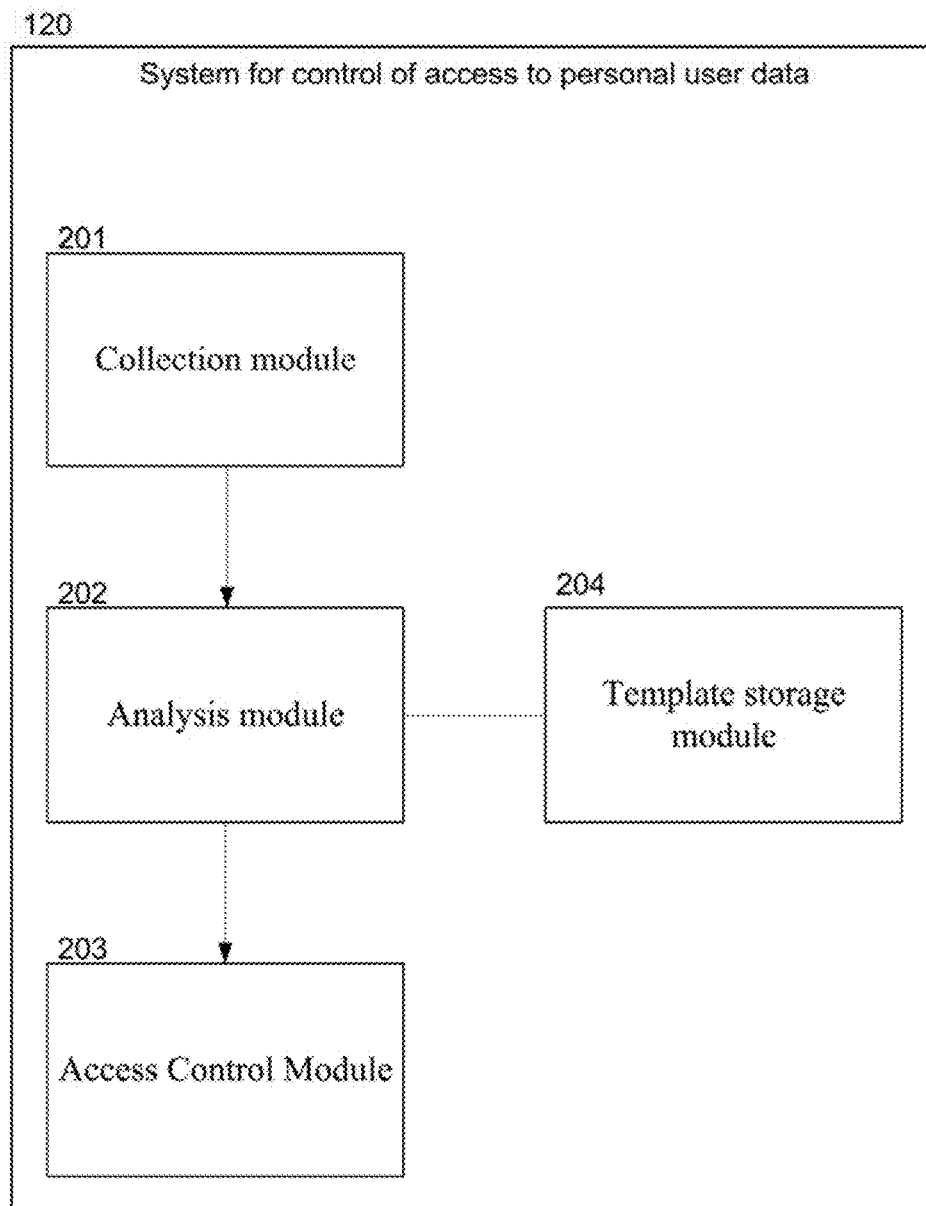 120
System for control of access to personal user data
201
Collection module
202
Analysis module
204
Template storage
module
203
Access Control Module